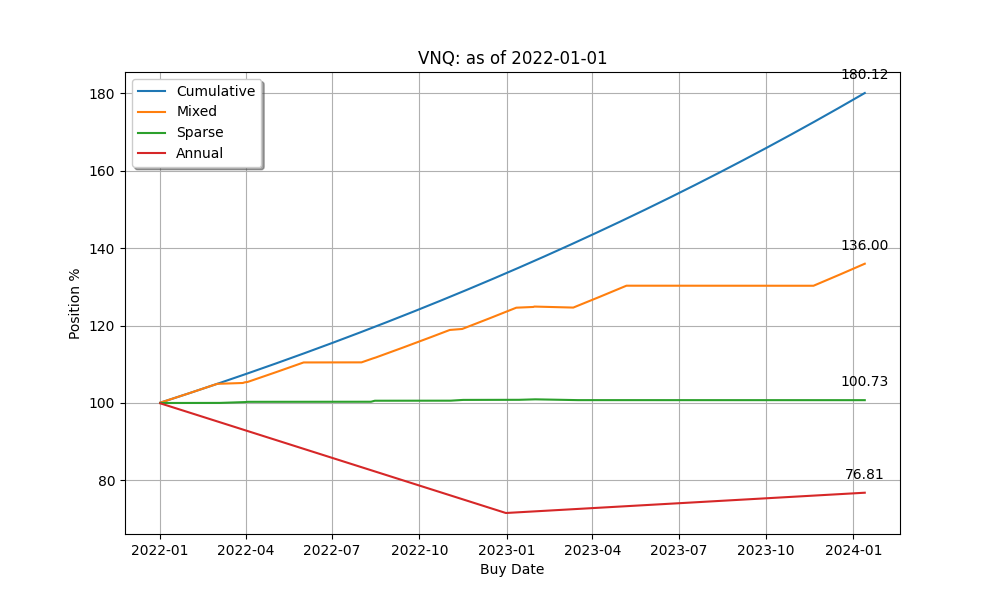 VNQ: as of 2022-01-01
180.12
180
Cumulative
Mixed
Sparse
Annual
160
140
136.00
120
100.73
100
76.81
80
Position %
2022-01 2022-04 2022-07 2022-10 2023-01 2023-04 2023-07 2023-10 2024-01
Buy Date